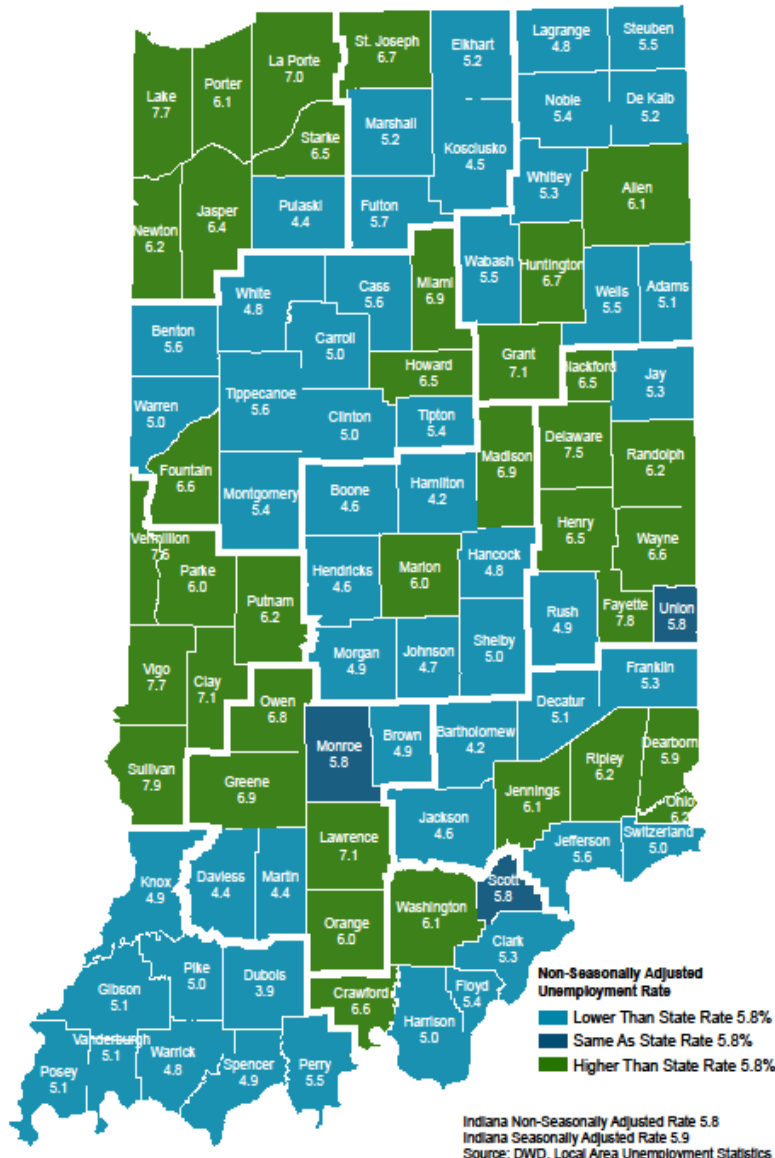 St. Joseph
6.7
Elkhart
5.2
Lagrange
4.8
Steuben
5.5
La Porte
7.0
Porter
6.1
Lake
7.7
Noble
5.4
De Kalb
5.2
Marshall
5.2
Starke
6.5
Kosciusko
4.5
Whitley
5.3
Allen
6.1
Newton
6.2
Jasper
6.4
Pulaski
4.4
Fulton
5.7
Wabash
5.5
Huntington
6.7
Miami
6.9
Cass
5.6
White
4.8
Wells
5.5
Adams
5.1
Benton
5.6
Carroll
5.0
Howard
6.5
Grant
7.1
lackford
6.5
Jay
5.3
Warren
5.0
Tippecanoe
5.6
Clinton
5.0
Tipton
5.4
Madison
6.9
Delaware
7.5
Randolph
6.2
Fountain
6.6
Montgomery
5.4
Boone
4.6
Hamilton
4.2
Henry
6.5
Wayne
6.6
Vermillion
7.6
Parke
6.0
Putnam
6.2
Hendricks
4.6
Marion
6.0
Hancock
4.8
Rush
4.9
Fayette
7.8
Union
5.8
Vigo
7.7
Clay
7.1
Morgan
4.9
Johnson
4.7
Shelby
5.0
Franklin
5.3
Owen
6.8
Decatur
5.1
Sullivan
7.9
Greene
6.9
Monroe
5.8
Brown
4.9
Bartholomew
4.2
Ripley
6.2
Dearborn
5.9
Jennings
6.1
Ohio
6.2
Jackson
4.6
Lawrence
7.1
Jefferson
5.6
Switzerland
5.0
Knox
4.9
Daviess
4.4
Martin
4.4
Scott
5.8
Washington
6.1
Orange
6.0
Clark
5.3
Gibson
5.1
Pike
5.0
Dubois
3.9
Crawford
6.6
Floyd
5.4
Harrison
5.0
Vanderburgh
5.1
Posey
5.1
Warrick
4.8
Spencer
4.9
Perry
5.5
Non-Seasonally Adjusted
Unemployment Rate
Lower Than State Rate 5.8%
Same As State Rate 5.8%
Higher Than State Rate 5.8%
Indiana Non-Seasonally Adjusted Rate 5.8
Indiana Seasonally Adjusted Rate 5.9
Source: DWD, Local Area Unemployment Statistics